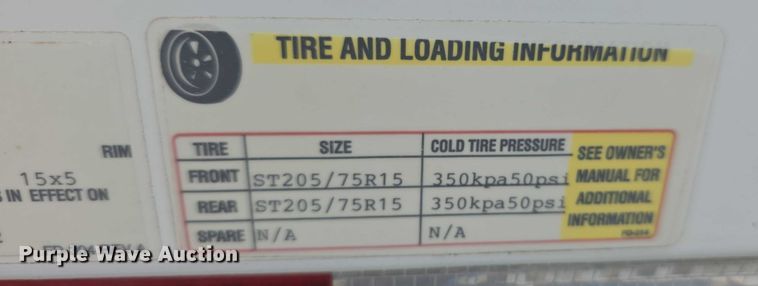 TIRE AND LOADING INFORMATION
TIRE SIZE COLD TIRE PRESSURE SEE OWNER'S MANUAL FOR ADDITIONAL INFORMATION
FRONT ST205/75R15 350kpa50psi
REAR ST205/75R15 350kpa50psi
SPARE N/A N/A
RIM
15x5
IN EFFECT ON
Purple Wave Auction